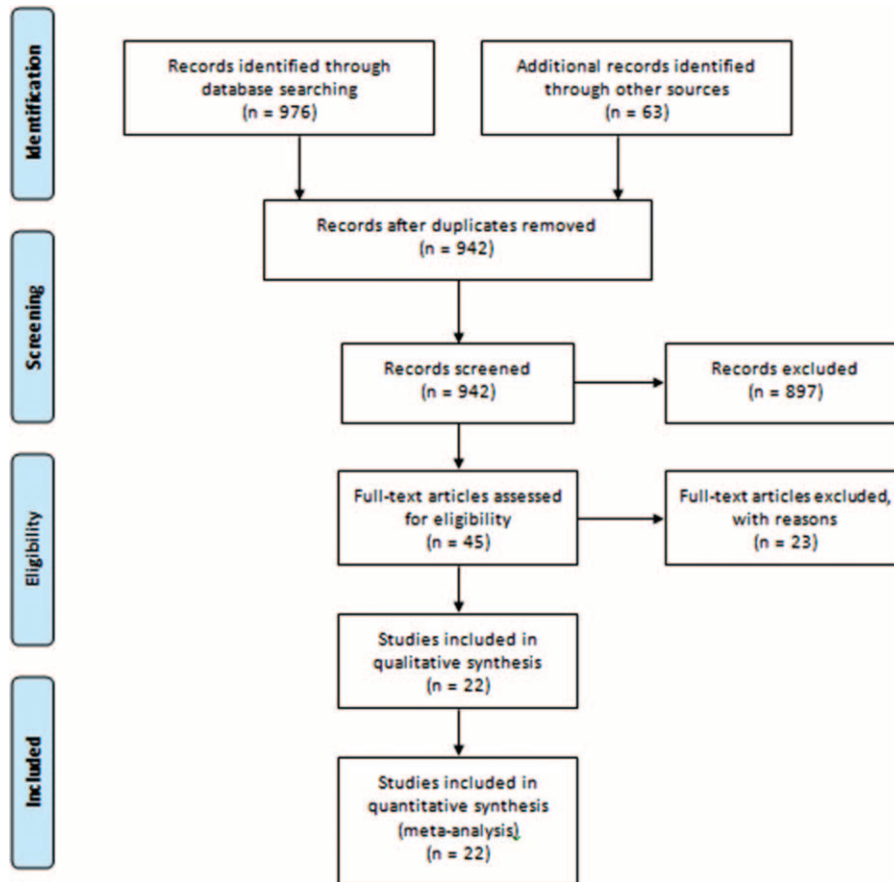 Identification
Records identified through
database searching
(n = 976)
Additional records identified
through other sources
(n = 63)
Records after duplicates removed
(n = 942)
Screening
Records screened
(n = 942)
Records excluded
(n = 897)
Eligibility
Full-text articles assessed
for eligibility
(n = 45)
Full-text articles excluded,
with reasons
(n = 23)
Studies included in
qualitative synthesis
(n = 22)
Included
Studies included in
quantitative synthesis
(meta-analysis)
(n = 22)